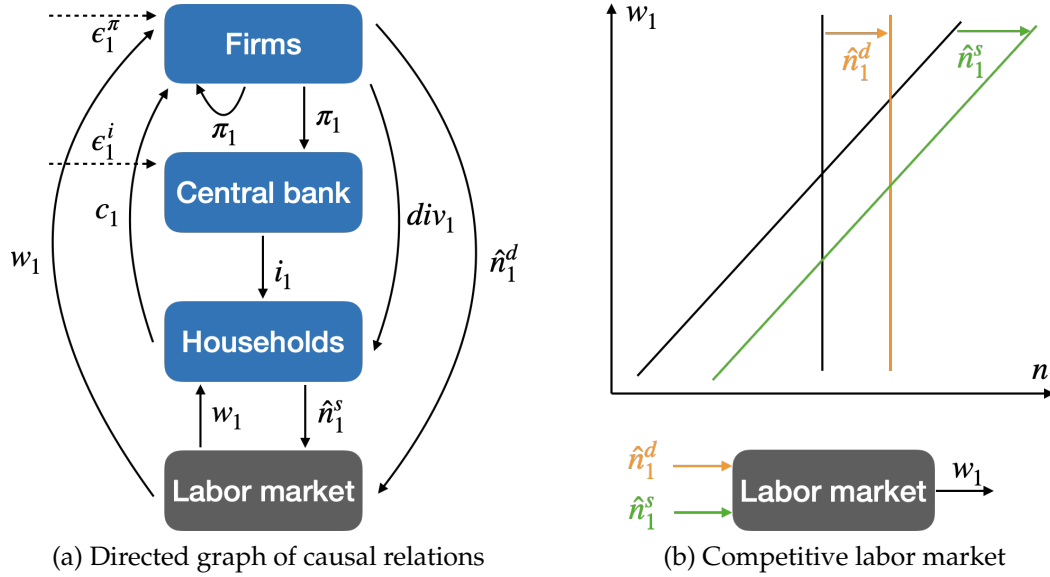 ϵ₁^π
Firms
π₁
π₁
ϵ₁^i
Central bank
c₁
div₁
w₁
i₁
n̂₁^d
Households
w₁
n̂₁^s
Labor market
(a) Directed graph of causal relations
w₁
n̂₁^d
n̂₁^s
n
n̂₁^d
n̂₁^s
Labor market
w₁
(b) Competitive labor market